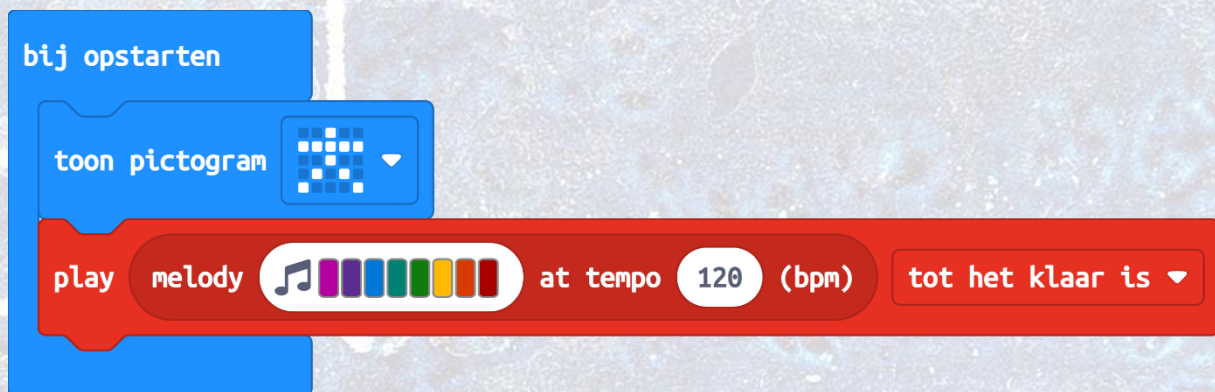 bij opstarten
toon pictogram
play melody at tempo 120 (bpm) tot het klaar is